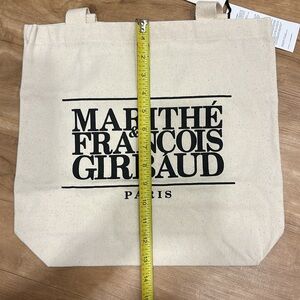 MARITHÉ
&
FRANCOIS
GIRBAUD
PARIS